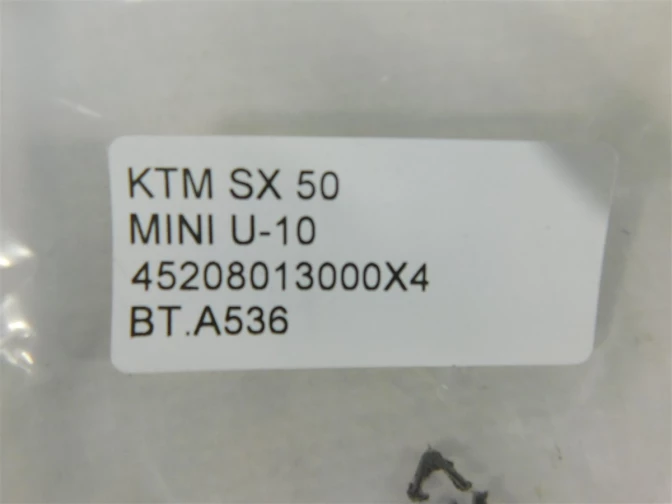 KTM SX 50
MINI U-10
45208013000X4
BT.A536